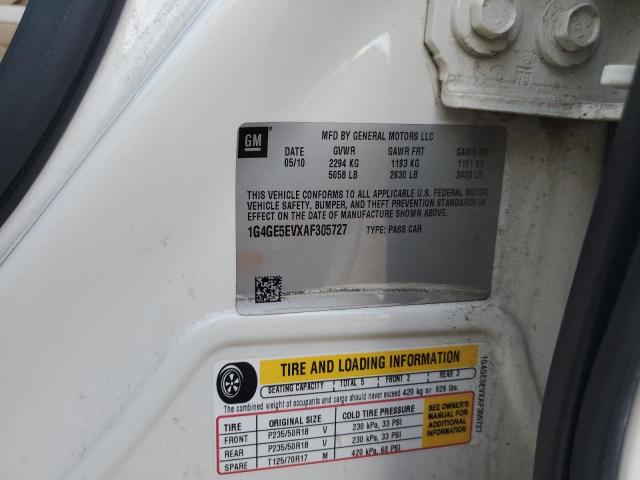 GM
MFD BY GENERAL MOTORS LLC
DATE GVWR GAWR FRT GAWR
05/10 2294 KG 1193 KG 1101 KG
5058 LB 2630 LB 2428 LB
THIS VEHICLE CONFORMS TO ALL APPLICABLE U.S. FEDERAL MOTOR
VEHICLE SAFETY, BUMPER, AND THEFT PREVENTION STANDARDS
IN EFFECT ON THE DATE OF MANUFACTURE SHOWN ABOVE.
1G4GE5EVXAF305727 TYPE: PASS CAR
TIRE AND LOADING INFORMATION
SEATING CAPACITY TOTAL 5 FRONT 2 REAR 3
The combined weight of occupants and cargo should never exceed 420 kg or 926 lbs.
TIRE ORIGINAL SIZE COLD TIRE PRESSURE
FRONT P235/50R18 V 230 kPa, 33 PSI
REAR P235/50R18 V 230 kPa, 33 PSI
SPARE T125/70R17 M 420 kPa, 60 PSI
SEE OWNER'S
MANUAL FOR
ADDITIONAL
INFORMATION
1G4GE5EVXAF305727